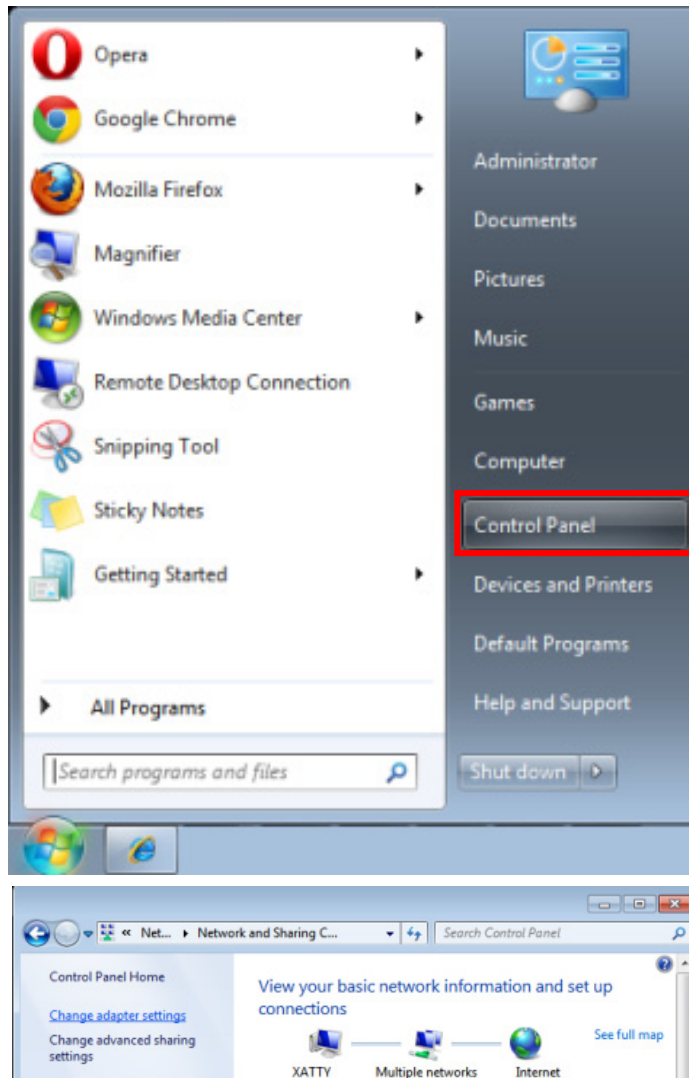 Opera
Google Chrome
Mozilla Firefox
Magnifier
Windows Media Center
Remote Desktop Connection
Snipping Tool
Sticky Notes
Getting Started
All Programs
Search programs and files
Administrator
Documents
Pictures
Music
Games
Computer
Control Panel
Devices and Printers
Default Programs
Help and Support
Shut down
« Net... Network and Sharing C... Search Control Panel
Control Panel Home
Change adapter settings
Change advanced sharing
settings
View your basic network information and set up
connections
See full map
XATTY Multiple networks Internet